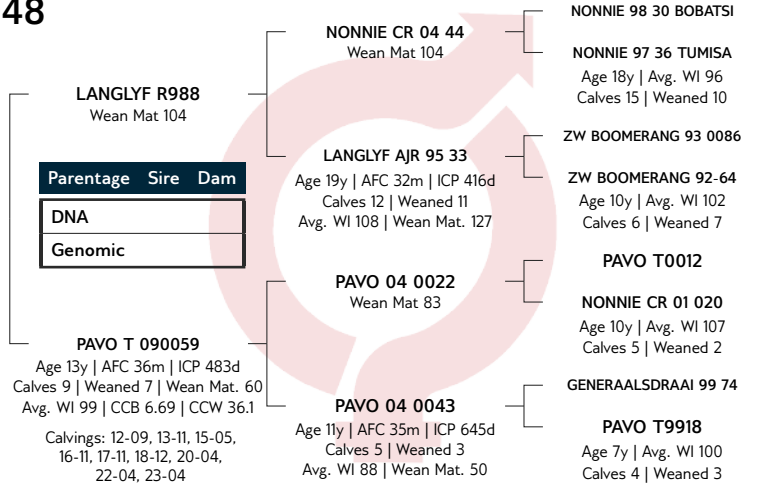 48
LANGLYF R988
Wean Mat 104
Parentage Sire Dam
DNA
Genomic
PAVO T 090059
Age 13y | AFC 36m | ICP 483d
Calves 9 | Weaned 7 | Wean Mat. 60
Avg. WI 99 | CCB 6.69 | CCW 36.1
Calvings: 12-09, 13-11, 15-05,
16-11, 17-11, 18-12, 20-04,
22-04, 23-04
NONNIE CR 04 44
Wean Mat 104
LANGLYF AJR 95 33
Age 19y | AFC 32m | ICP 416d
Calves 12 | Weaned 11
Avg. WI 108 | Wean Mat. 127
PAVO 04 0022
Wean Mat 83
PAVO 04 0043
Age 11y | AFC 35m | ICP 645d
Calves 5 | Weaned 3
Avg. WI 88 | Wean Mat. 50
NONNIE 98 30 BOBATSI
NONNIE 97 36 TUMISA
Age 18y | Avg. WI 96
Calves 15 | Weaned 10
ZW BOOMERANG 93 0086
ZW BOOMERANG 92-64
Age 10y | Avg. WI 102
Calves 6 | Weaned 7
PAVO T0012
NONNIE CR 01 020
Age 10y | Avg. WI 107
Calves 5 | Weaned 2
GENERAALSDRAAI 99 74
PAVO T9918
Age 7y | Avg. WI 100
Calves 4 | Weaned 3